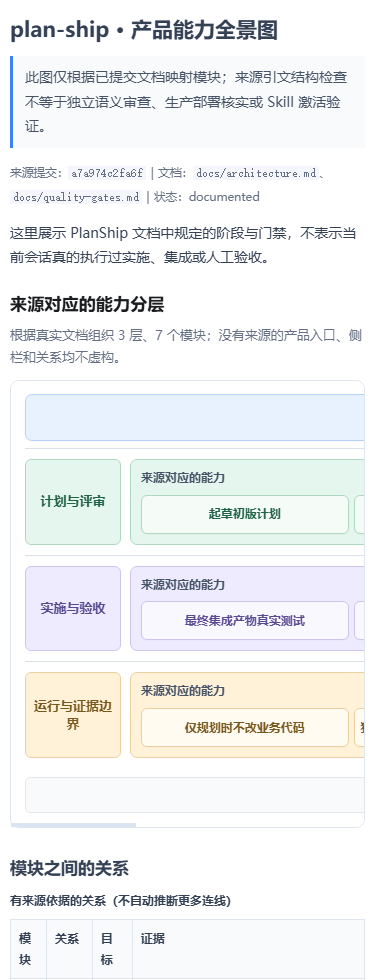 plan-ship · 产品能力全景图
此图仅根据已提交文档映射模块；来源引文结构检查
不等于独立语义审查、生产部署核实或 Skill 激活验
证。
来源提交：a7a974c2fa6f | 文档：docs/architecture.md、
docs/quality-gates.md | 状态：documented
这里展示 PlanShip 文档中规定的阶段与门禁，不表示当
前会话真的执行过实施、集成或人工验收。
来源对应的能力分层
根据真实文档组织 3 层、7 个模块；没有来源的产品入口、侧
栏和关系均不虚构。
计划与评审
来源对应的能力
起草初版计划
实施与验收
来源对应的能力
最终集成产物真实测试
运行与证据边
界
来源对应的能力
仅规划时不改业务代码
模块之间的关系
有来源依据的关系（不自动推断更多连线）
模
块
关系
目
标
证据